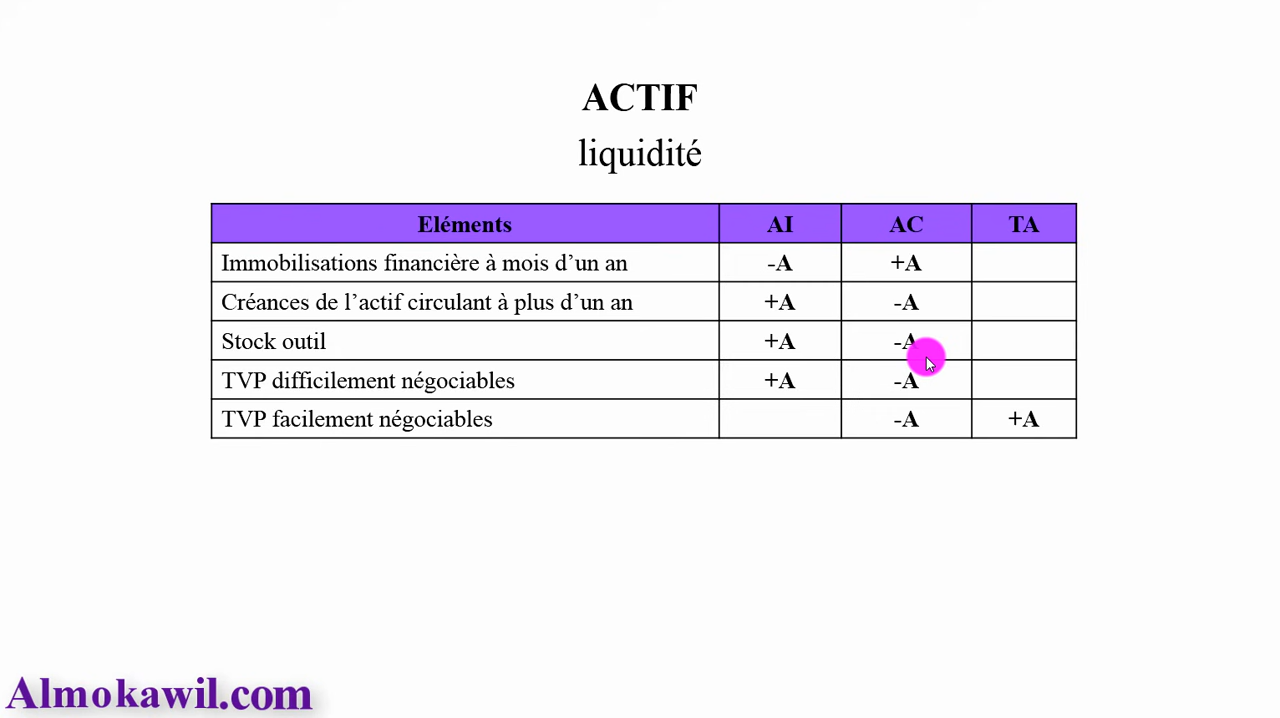 ACTIF
liquidité
Eléments AI AC TA
Immobilisations financière à mois d’un an -A +A
Créances de l’actif circulant à plus d’un an +A -A
Stock outil +A -A
TVP difficilement négociables +A -A
TVP facilement négociables -A +A
Almokawil.com